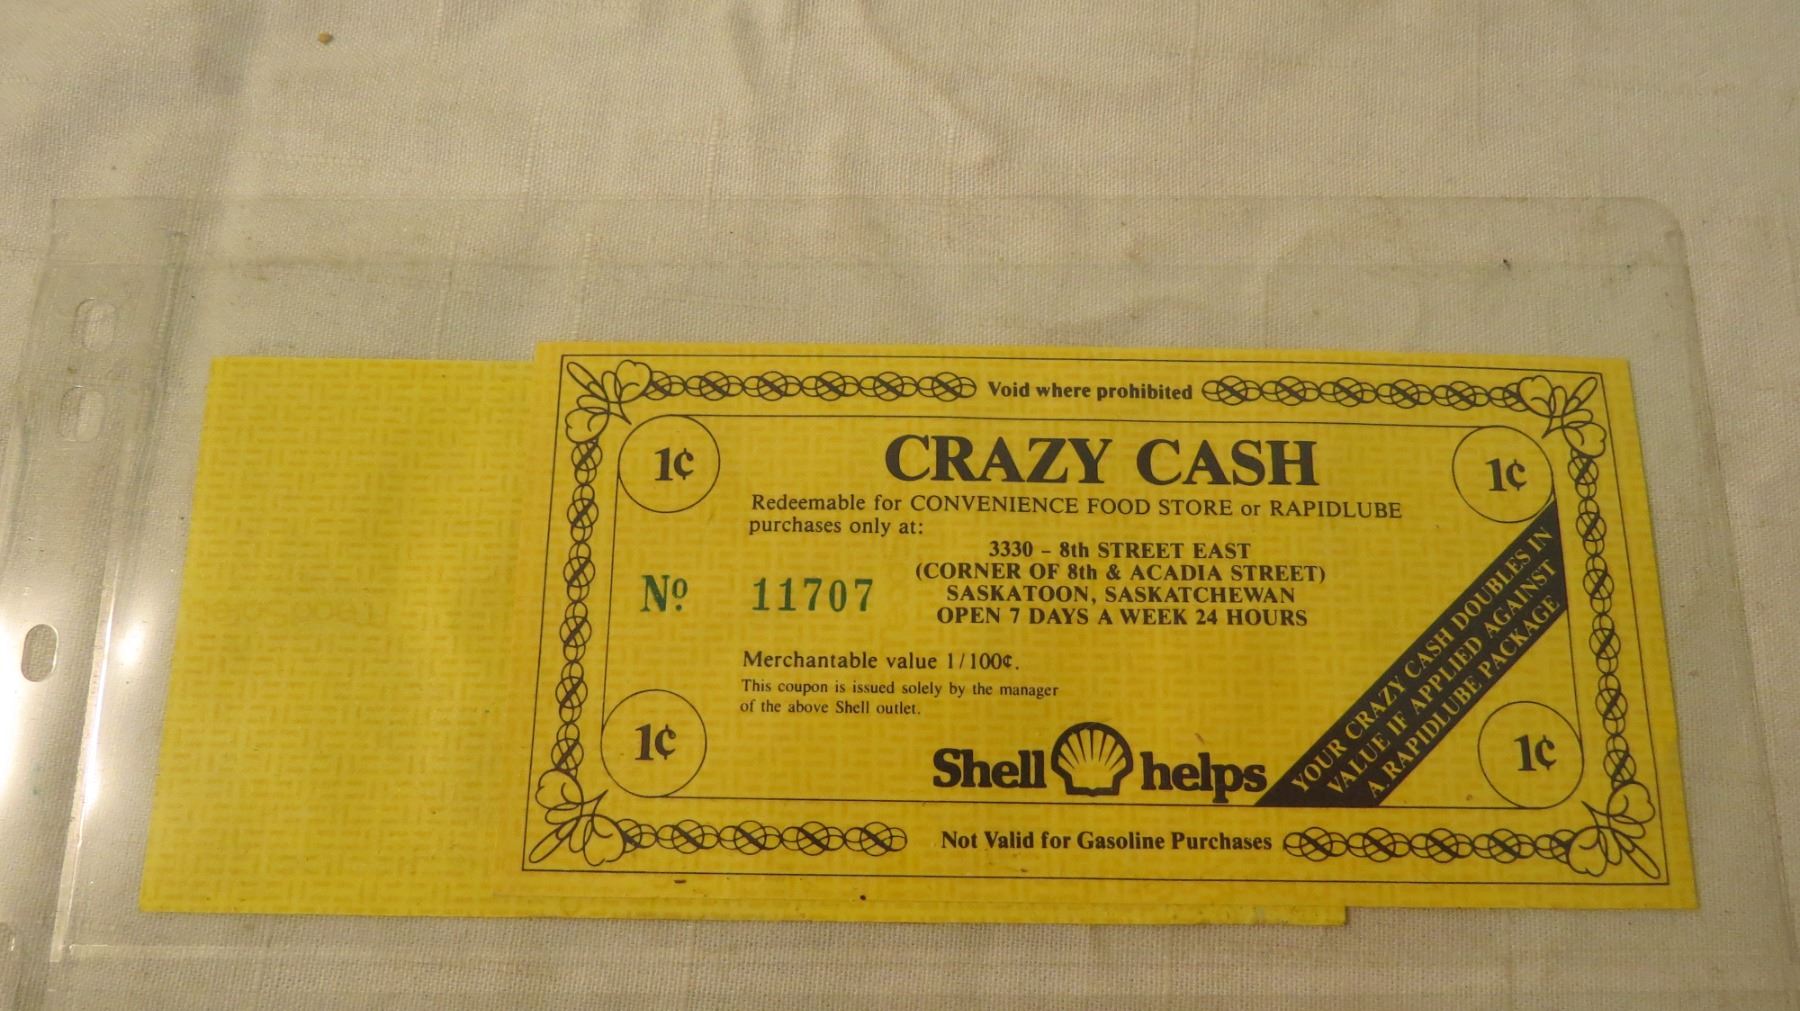 Void where prohibited
1¢ CRAZY CASH 1¢
Redeemable for CONVENIENCE FOOD STORE or RAPIDLUBE
purchases only at:
3330 – 8th STREET EAST
(CORNER OF 8th & ACADIA STREET)
SASKATOON, SASKATCHEWAN
OPEN 7 DAYS A WEEK 24 HOURS
Nº. 11707
Merchantable value 1/100¢.
This coupon is issued solely by the manager
of the above Shell outlet.
YOUR CRAZY CASH DOUBLES IN
VALUE IF APPLIED AGAINST
A RAPIDLUBE PACKAGE
1¢ Shell helps 1¢
Not Valid for Gasoline Purchases